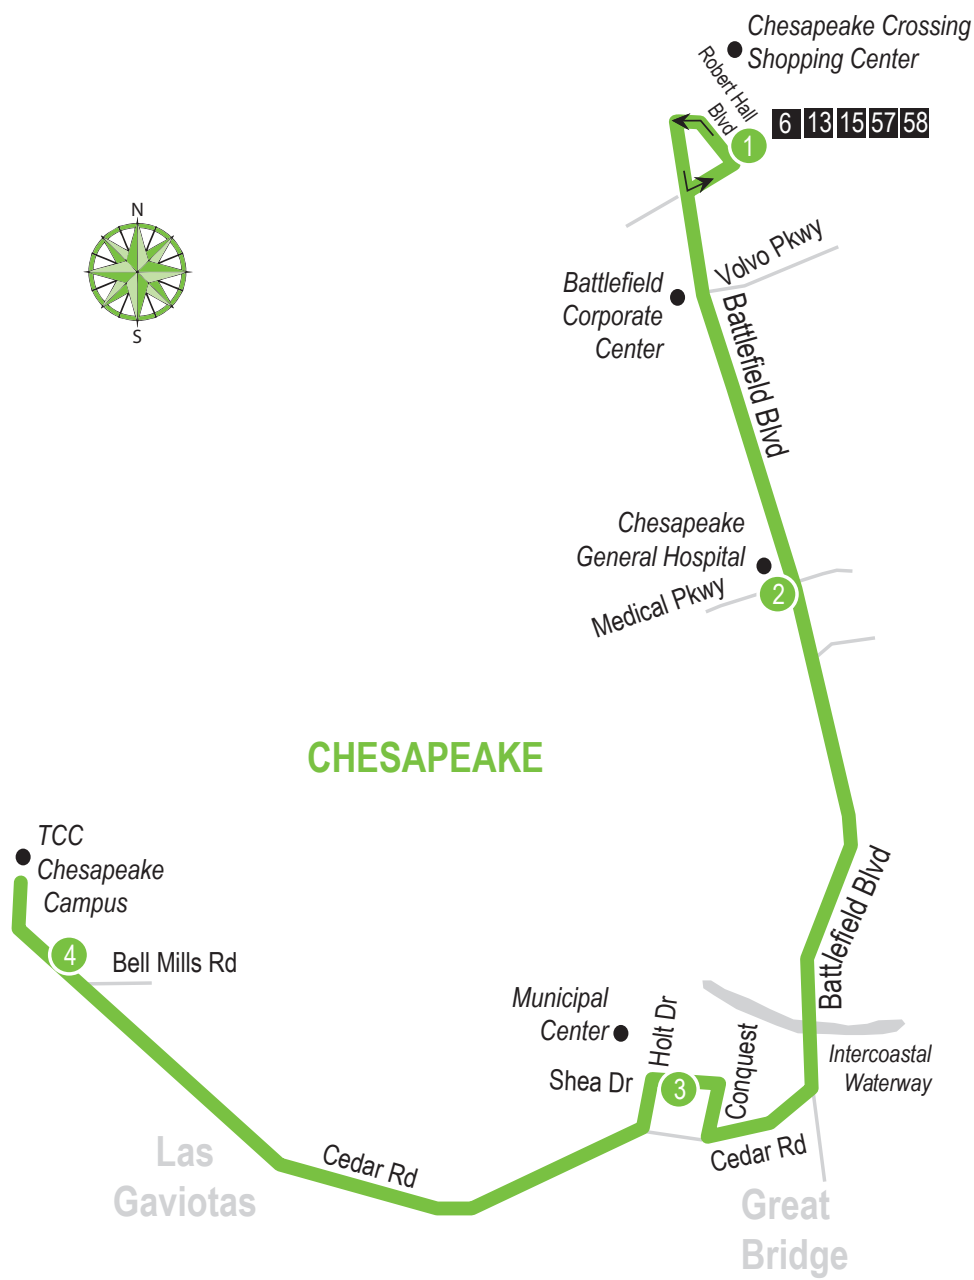 Chesapeake Crossing
Shopping Center
Robert Hall
Blvd
1
6 13 15 57 58
N
S
Volvo Pkwy
Battlefield
Corporate
Center
Battlefield Blvd
Chesapeake
General Hospital
Medical Pkwy
2
CHESAPEAKE
TCC
Chesapeake
Campus
4
Bell Mills Rd
Battlefield Blvd
Municipal
Center
Holt Dr
Conquest
Shea Dr
3
Intercoastal
Waterway
Cedar Rd
Cedar Rd
Las
Gaviotas
Great
Bridge